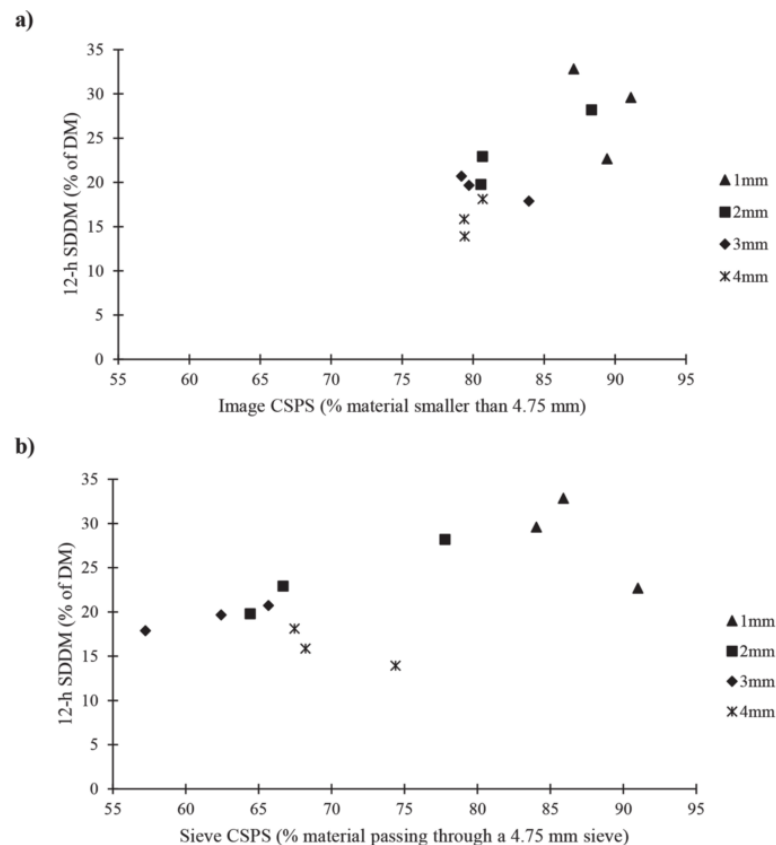 a)
35
30
25
20
15
10
5
0
12-h SDDM (% of DM)
55 60 65 70 75 80 85 90 95
Image CSPS (% material smaller than 4.75 mm)
1mm
2mm
3mm
4mm
b)
35
30
25
20
15
10
5
0
12-h SDDM (% of DM)
55 60 65 70 75 80 85 90 95
Sieve CSPS (% material passing through a 4.75 mm sieve)
1mm
2mm
3mm
4mm